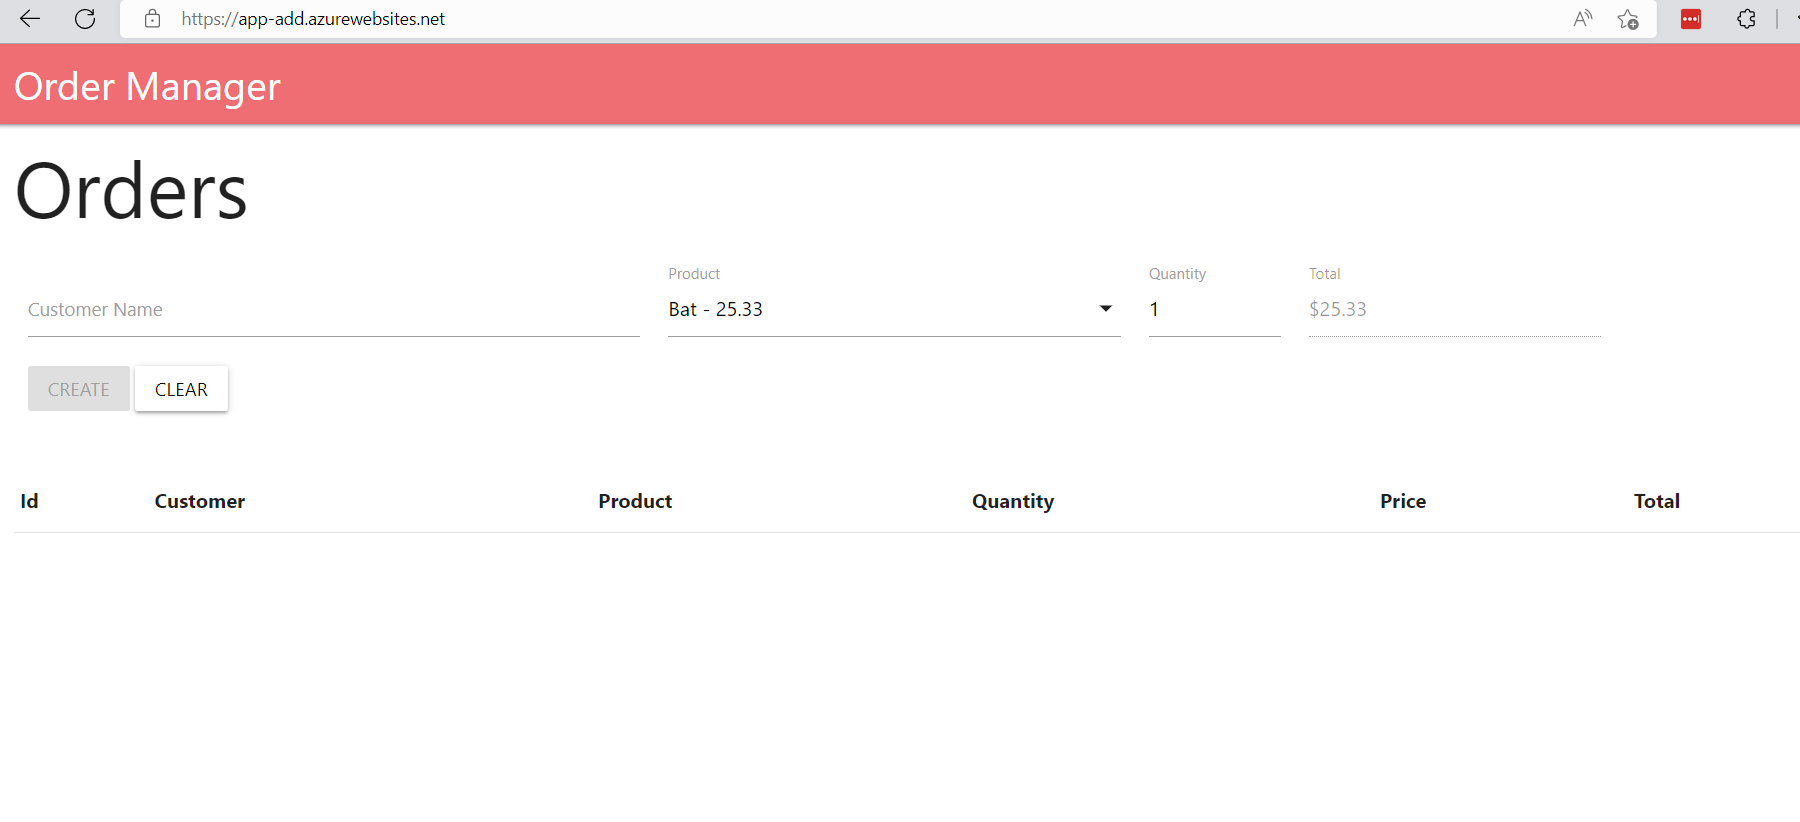 https://app-add.azurewebsites.net
Order Manager
Orders
Product Quantity Total
Customer Name Bat - 25.33 1 $25.33
CREATE CLEAR
Id Customer Product Quantity Price Total